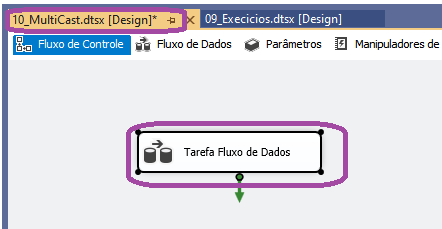 10_MultiCast.dtsx [Design]* 09_Execicios.dtsx [Design]
Fluxo de Controle Fluxo de Dados Parâmetros Manipuladores de
Tarefa Fluxo de Dados